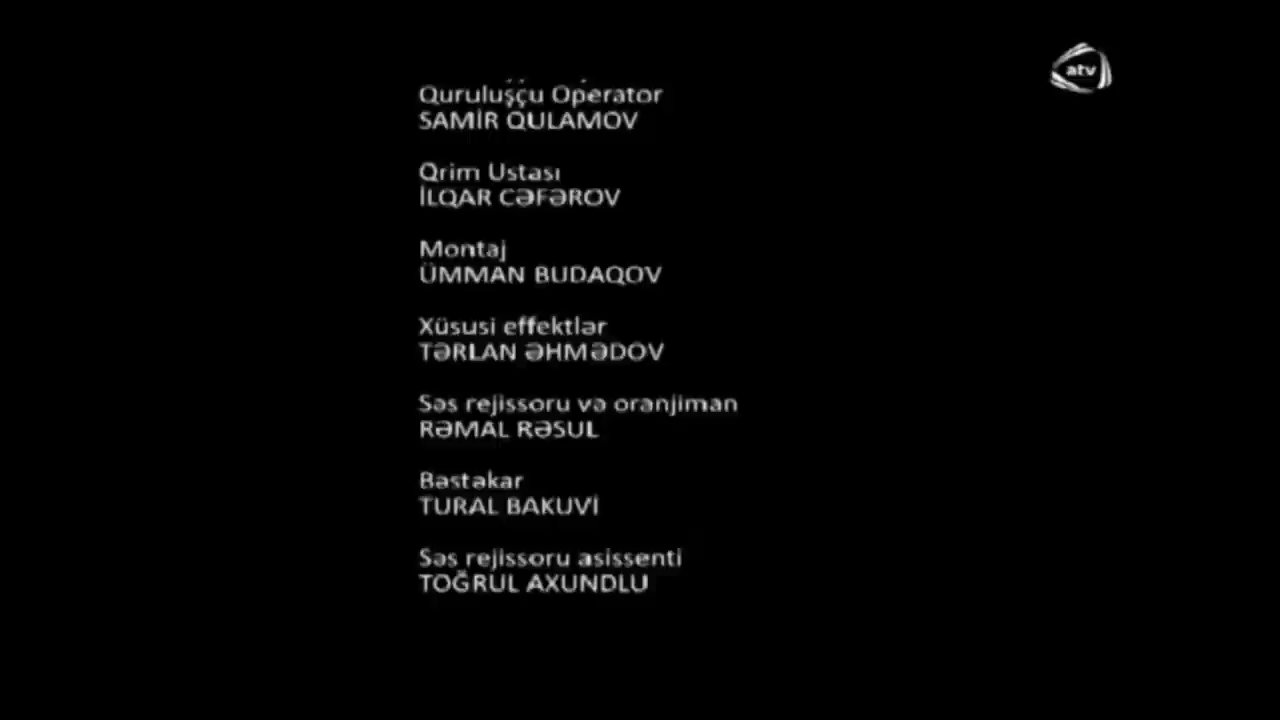 atv
Quruluşçu Operator
SAMİR QULAMOV
Qrim Ustası
İLQAR CƏFƏROV
Montaj
ÜMMAN BUDAQOV
Xüsusi effektlər
TƏRLAN ƏHMƏDOV
Səs rejissoru və oranjiman
RƏMAL RƏSUL
Bəstəkar
TURAL BAKUVİ
Səs rejissoru asissenti
TOĞRUL AXUNDLU